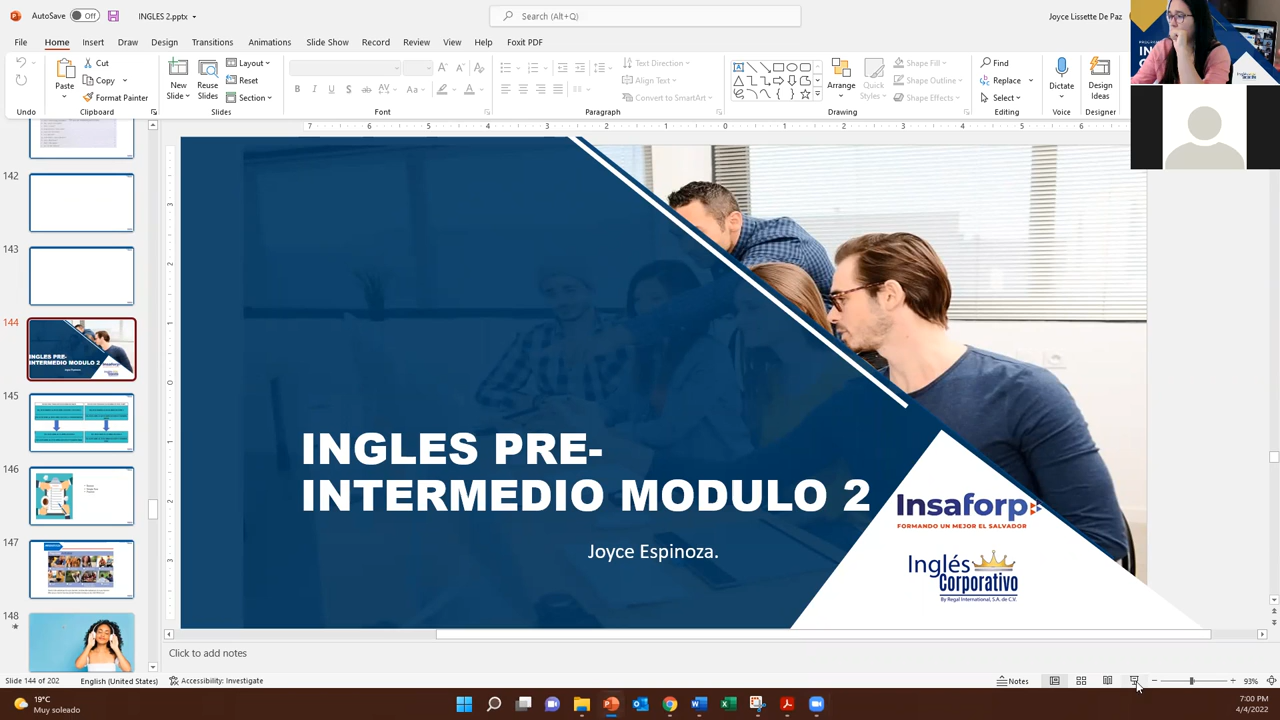 AutoSave Off INGLES 2.pptx Search (Alt+Q) Joyce Lissette De Paz
File Home Insert Draw Design Transitions Animations Slide Show Record Review View Help Foxit PDF
Cut Layout Text Direction Shape Fill Find
Paste Copy New Slide Reuse Slides Reset Align Text Arrange Quick Styles Shape Outline Replace Dictate Design Ideas
Format Painter Section Convert to SmartArt Shape Effects Select
Undo Clipboard Slides Font Paragraph Drawing Editing Voice Designer
142
143
144
INGLES PRE-
INTERMEDIO MODULO 2
145
146
147
148
INGLES PRE-
INTERMEDIO MODULO 2
Joyce Espinoza.
Insaforp
FORMANDO UN MEJOR EL SALVADOR
Inglés
Corporativo
By Regal International, S.A. de C.V.
Click to add notes
Slide 144 of 202 English (United States) Accessibility: Investigate Notes 93%
19°C
Muy soleado
7:00 PM
4/4/2022